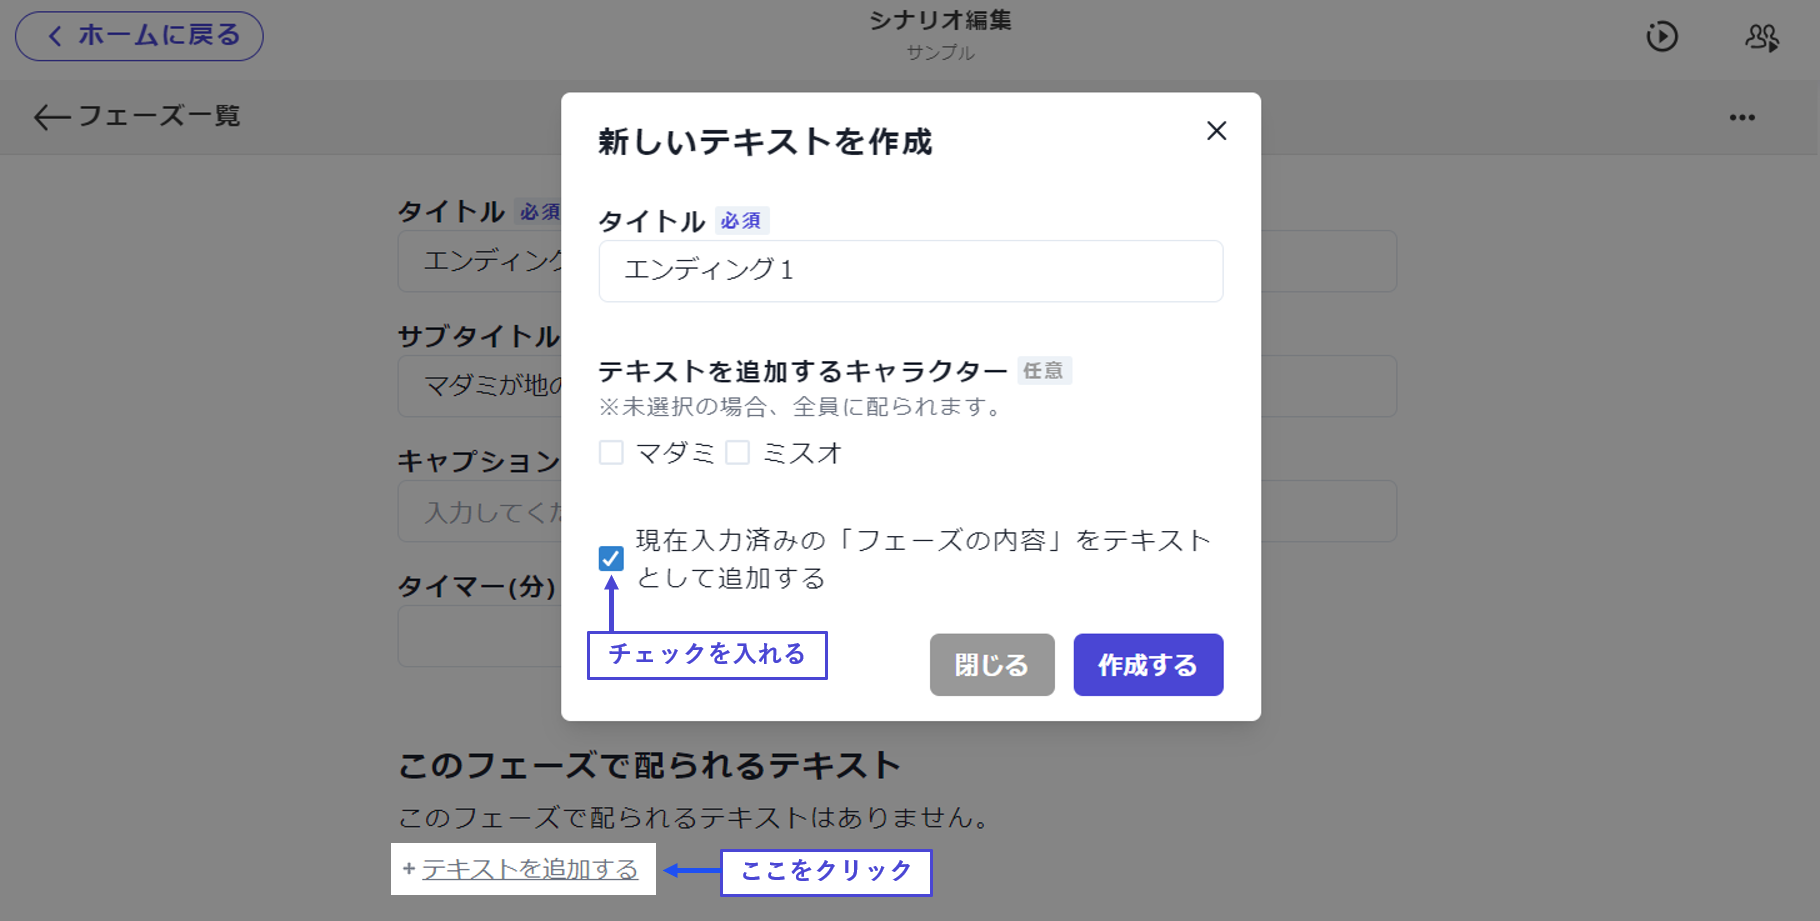 ホームに戻る
シナリオ編集
サンプル
フェーズ一覧
新しいテキストを作成
タイトル 必須
エンディング
タイトル 必須
エンディング1
サブタイトル
マダミが地の
テキストを追加するキャラクター 任意
※未選択の場合、全員に配られます。
マダミ ミスオ
キャプション
入力してくだ
現在入力済みの「フェーズの内容」をテキスト
として追加する
タイマー(分)
チェックを入れる
閉じる
作成する
このフェーズで配られるテキスト
このフェーズで配られるテキストはありません。
+ テキストを追加する
ここをクリック